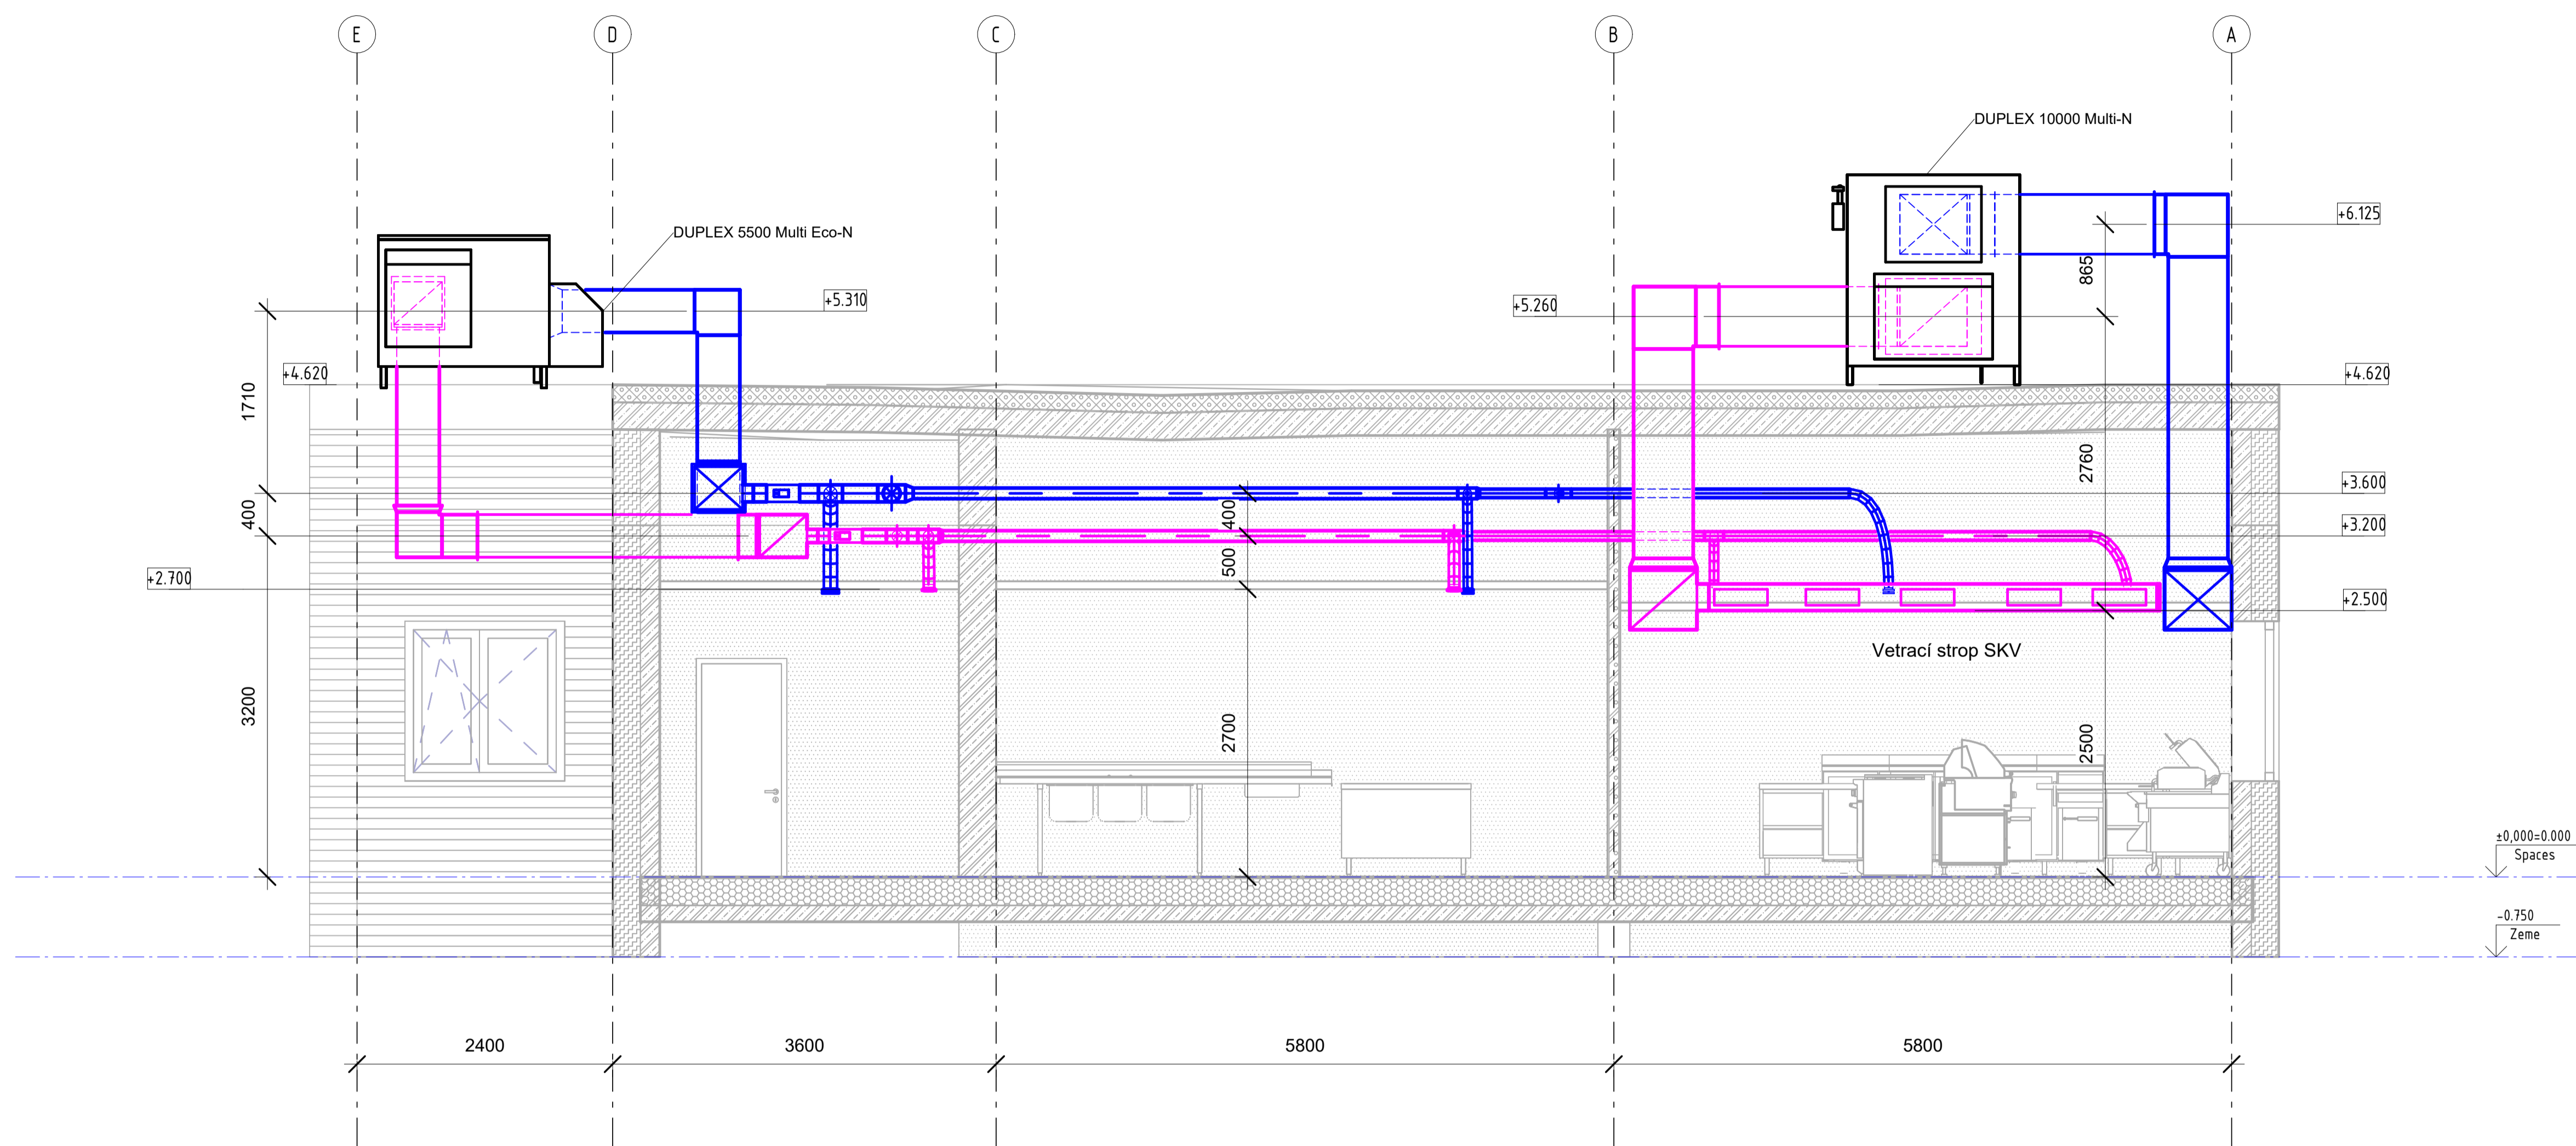 E
D
C
B
A
DUPLEX 10000 Multi-N
DUPLEX 5500 Multi Eco-N
+6.125
865
+5.310
+5.260
+4.620
+4.620
1710
2760
+3.600
400
400
+3.200
500
+2.700
+2.500
Vetrací strop SKV
3200
2700
2500
±0,000=0.000
Spaces
-0.750
Zeme
2400
3600
5800
5800